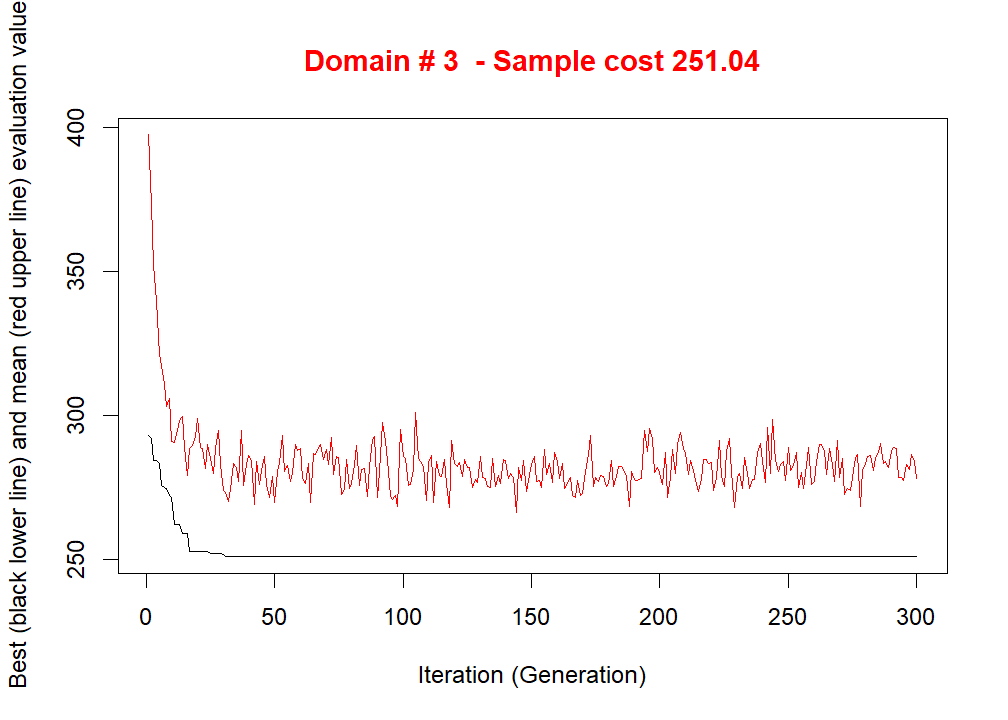 Domain # 3  - Sample cost 251.04
Best (black lower line) and mean (red upper line) evaluation value
400
350
300
250
0 50 100 150 200 250 300
Iteration (Generation)